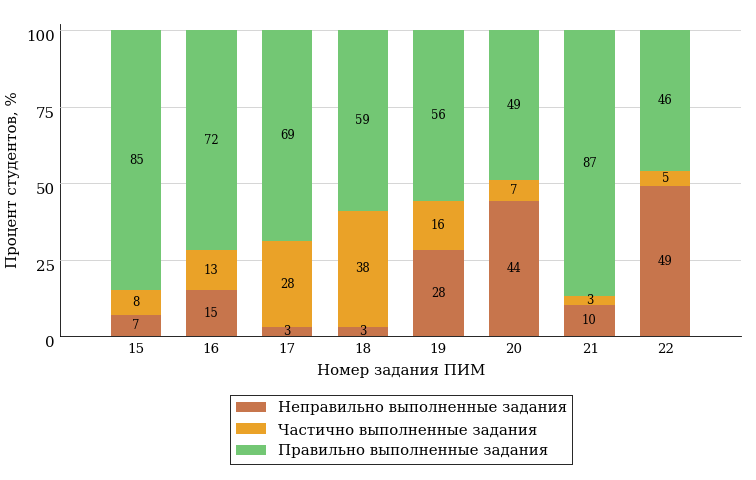 100
75
50
25
0
Процент студентов, %
85 72 69 59 56 49 87 46
8 13 28 38 16 7 3 5
7 15 3 3 28 44 10 49
15 16 17 18 19 20 21 22
Номер задания ПИМ
Неправильно выполненные задания
Частично выполненные задания
Правильно выполненные задания